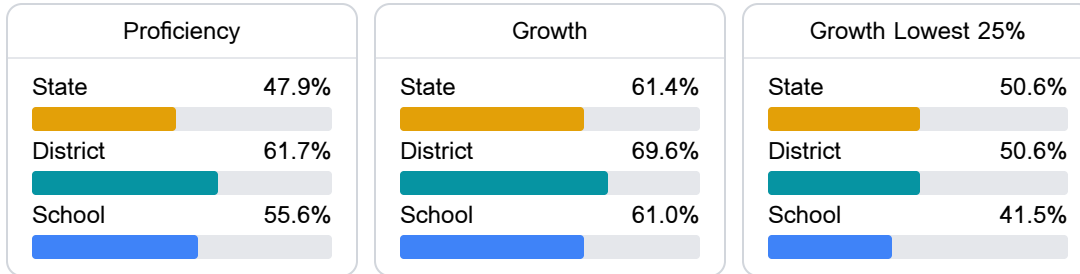 Proficiency
State 47.9%
District 61.7%
School 55.6%
Growth
State 61.4%
District 69.6%
School 61.0%
Growth Lowest 25%
State 50.6%
District 50.6%
School 41.5%